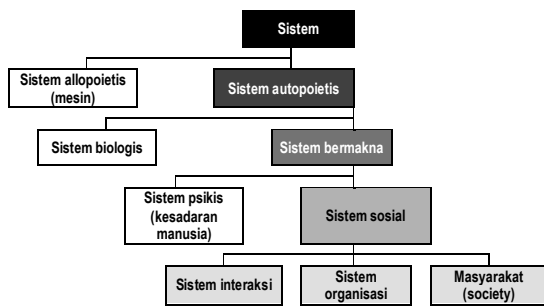 Sistem
Sistem allopoietis
(mesin)
Sistem autopoietis
Sistem biologis
Sistem bermakna
Sistem psikis
(kesadaran
manusia)
Sistem sosial
Sistem interaksi
Sistem
organisasi
Masyarakat
(society)